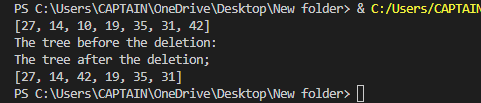 PS C:\Users\CAPTAIN\OneDrive\Desktop\New folder> & C:/Users/CAPTAIN
[27, 14, 10, 19, 35, 31, 42]
The tree before the deletion:
The tree after the deletion;
[27, 14, 42, 19, 35, 31]
PS C:\Users\CAPTAIN\OneDrive\Desktop\New folder>